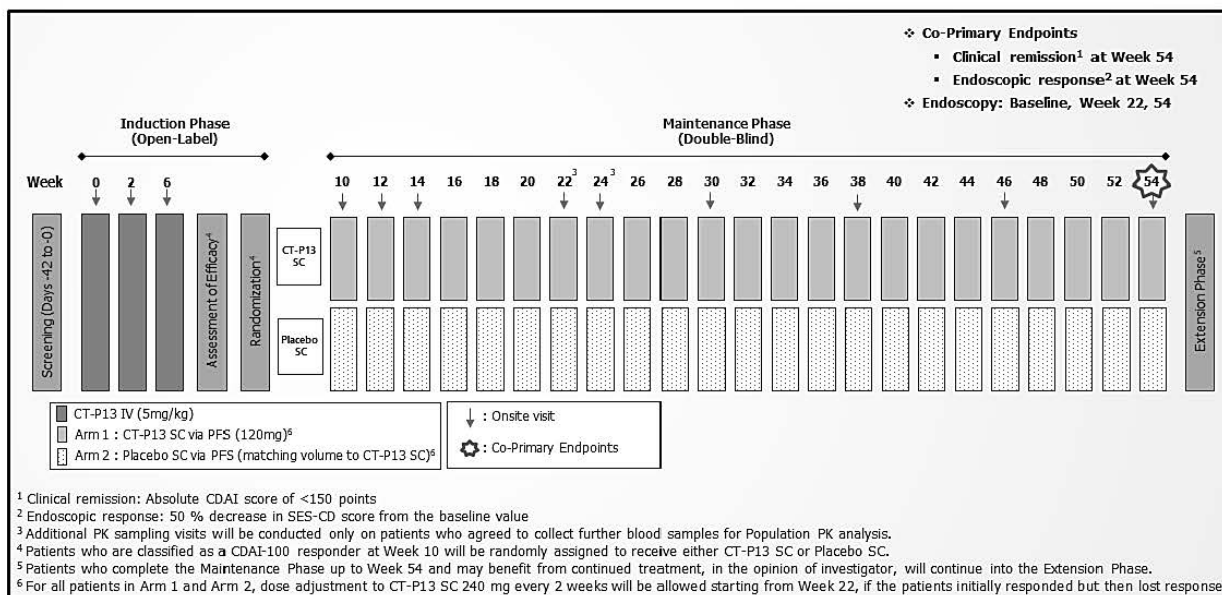 ❖ Co-Primary Endpoints
▪ Clinical remission¹ at Week 54
▪ Endoscopic response² at Week 54
❖ Endoscopy: Baseline, Week 22, 54
Induction Phase
(Open-Label)
Maintenance Phase
(Double-Blind)
Week 0 2 6 10 12 14 16 18 20 22³ 24³ 26 28 30 32 34 36 38 40 42 44 46 48 50 52 54
Screening (Days -42 to -0)
Assessment of Efficacy⁴
Randomization⁴
CT-P13
SC
Placebo
SC
Extension Phase⁵
CT-P13 IV (5mg/kg)
Arm 1 : CT-P13 SC via PFS (120mg)⁶
Arm 2 : Placebo SC via PFS (matching volume to CT-P13 SC)⁶
↓ : Onsite visit
: Co-Primary Endpoints
¹ Clinical remission: Absolute CDAI score of <150 points
² Endoscopic response: 50 % decrease in SES-CD score from the baseline value
³ Additional PK sampling visits will be conducted only on patients who agreed to collect further blood samples for Population PK analysis.
⁴ Patients who are classified as a CDAI-100 responder at Week 10 will be randomly assigned to receive either CT-P13 SC or Placebo SC.
⁵ Patients who complete the Maintenance Phase up to Week 54 and may benefit from continued treatment, in the opinion of investigator, will continue into the Extension Phase.
⁶ For all patients in Arm 1 and Arm 2, dose adjustment to CT-P13 SC 240 mg every 2 weeks will be allowed starting from Week 22, if the patients initially responded but then lost response